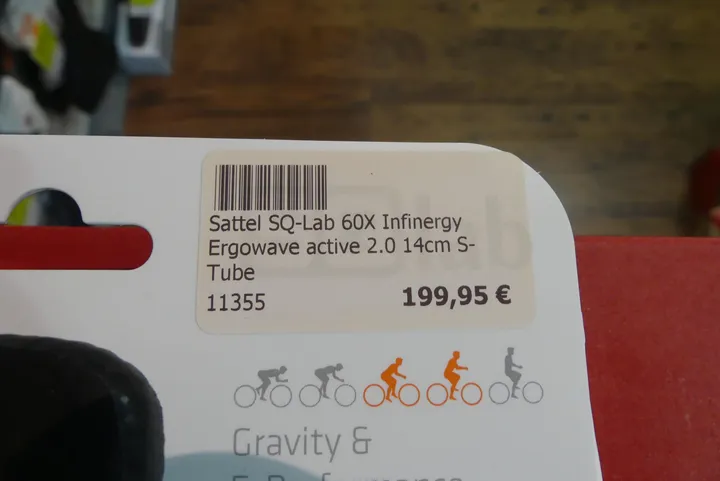 Sattel SQ-Lab 60X Infinergy
Ergowave active 2.0 14cm S-
Tube
11355 199,95 €
Gravity &